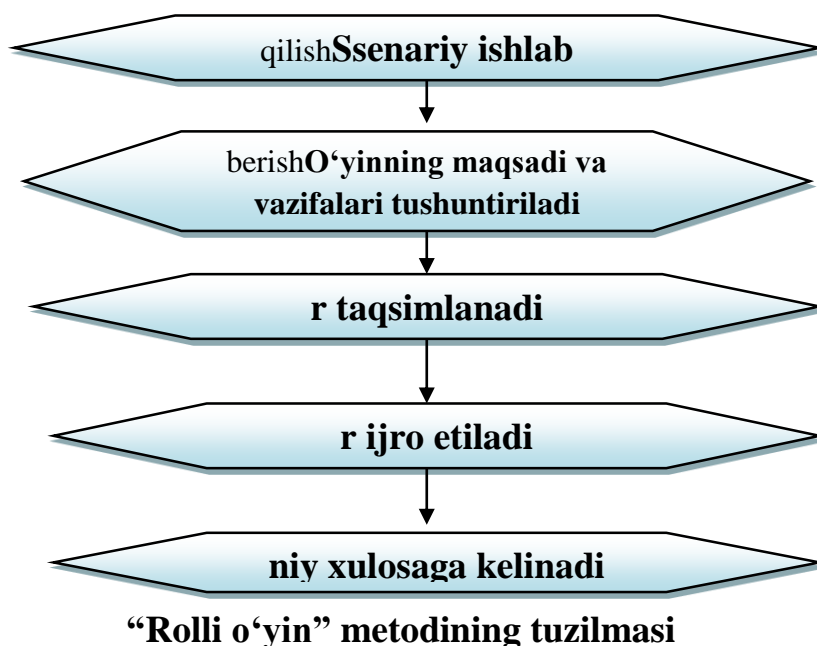 qilishSsenariy ishlab
berishO‘yinning maqsadi va
vazifalari tushuntiriladi
r taqsimlanadi
r ijro etiladi
niy xulosaga kelinadi
“Rolli o‘yin” metodining tuzilmasi